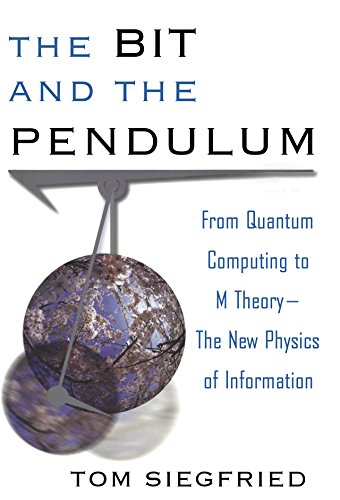 THE BIT
AND THE
PENDULUM
From Quantum
Computing to
M Theory—
The New Physics
of Information
TOM SIEGFRIED